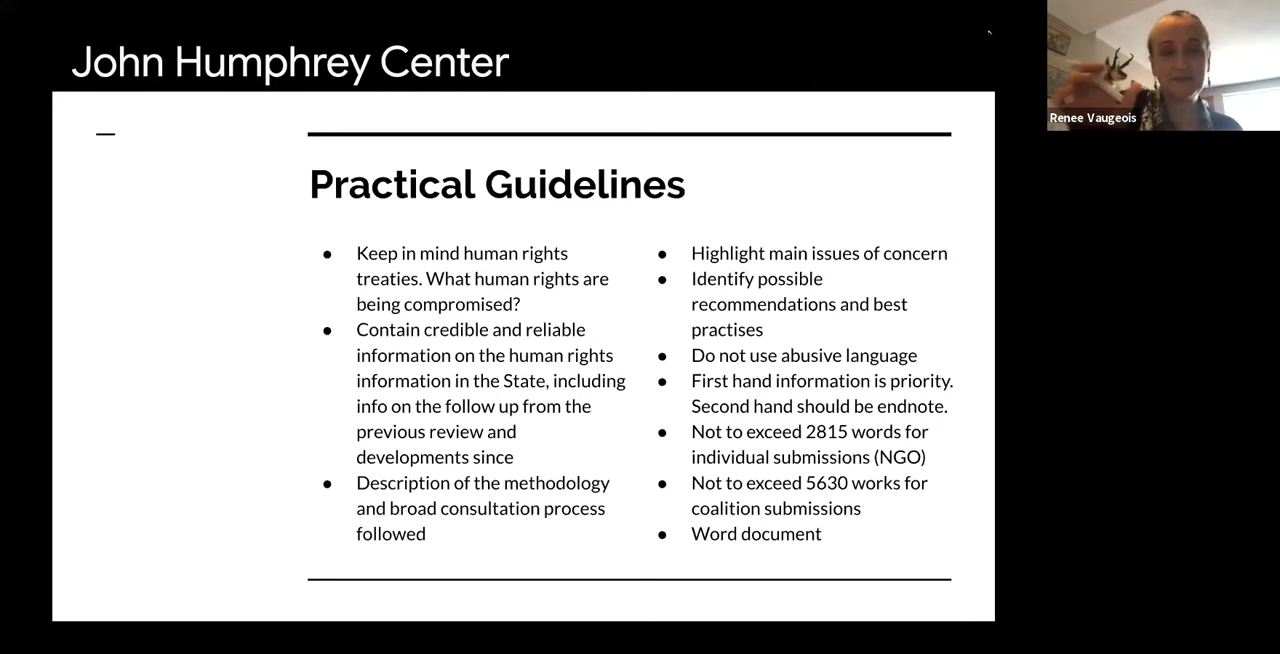 John Humphrey Center
Renee Vaugeois
Practical Guidelines
● Keep in mind human rights
treaties. What human rights are
being compromised?
● Contain credible and reliable
information on the human rights
information in the State, including
info on the follow up from the
previous review and
developments since
● Description of the methodology
and broad consultation process
followed
● Highlight main issues of concern
● Identify possible
recommendations and best
practises
● Do not use abusive language
● First hand information is priority.
Second hand should be endnote.
● Not to exceed 2815 words for
individual submissions (NGO)
● Not to exceed 5630 works for
coalition submissions
● Word document